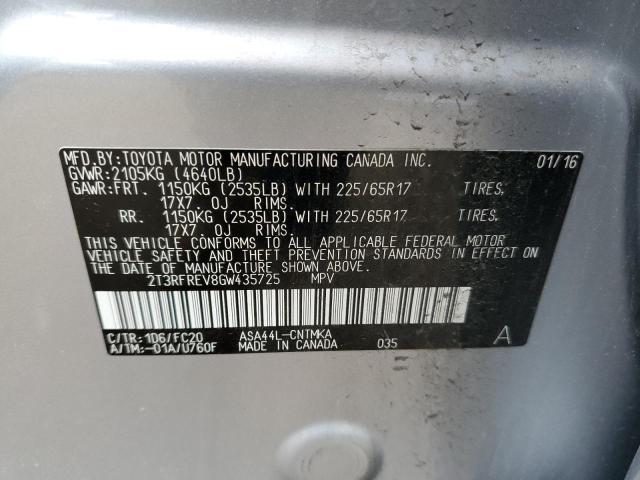 MFD.BY:TOYOTA MOTOR MANUFACTURING CANADA INC. 01/16
GVWR:2105KG (4640LB)
GAWR:FRT. 1150KG (2535LB) WITH 225/65R17 TIRES.
17X7.0J RIMS.
RR. 1150KG (2535LB) WITH 225/65R17 TIRES.
17X7.0J RIMS.
THIS VEHICLE CONFORMS TO ALL APPLICABLE FEDERAL MOTOR
VEHICLE SAFETY AND THEFT PREVENTION STANDARDS IN EFFECT
ON THE DATE OF MANUFACTURE SHOWN ABOVE.
2T3RFREV8GW435725 MPV
C/TR:1D6/FC20 ASA44L-CNTMKA
A/TM:-01A/U760F MADE IN CANADA 035 A